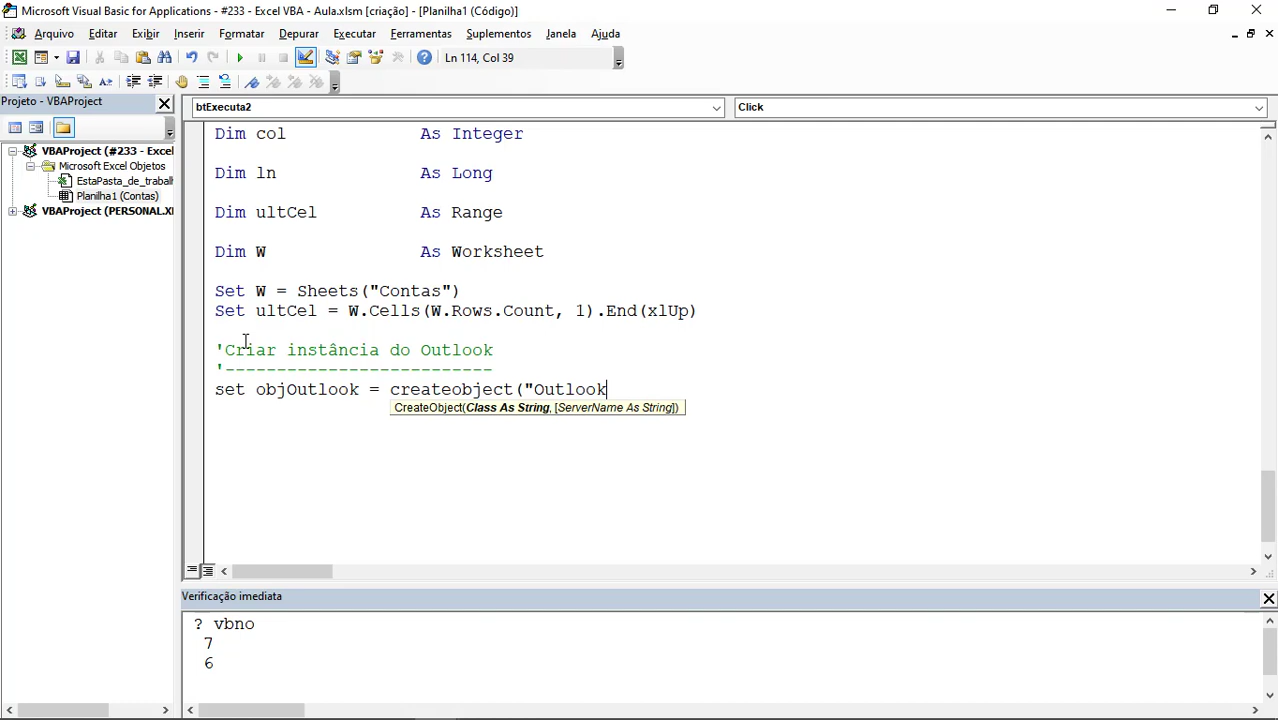 Microsoft Visual Basic for Applications - #233 - Excel VBA - Aula.xlsm [criação] - [Planilha1 (Código)]
Arquivo Editar Exibir Inserir Formatar Depurar Executar Ferramentas Suplementos Janela Ajuda
Ln 114, Col 39
Projeto - VBAProject
btExecuta2
Click
VBAProject (#233 - Excel
Microsoft Excel Objetos
EstaPasta_de_trabalh
Planilha1 (Contas)
VBAProject (PERSONAL.X
Dim col As Integer
Dim ln As Long
Dim ultCel As Range
Dim W As Worksheet
Set W = Sheets("Contas")
Set ultCel = W.Cells(W.Rows.Count, 1).End(xlUp)
'Criar instância do Outlook
'--------------------------
set objOutlook = createobject("Outlook
CreateObject(Class As String, [ServerName As String])
Verificação imediata
? vbno
7
6